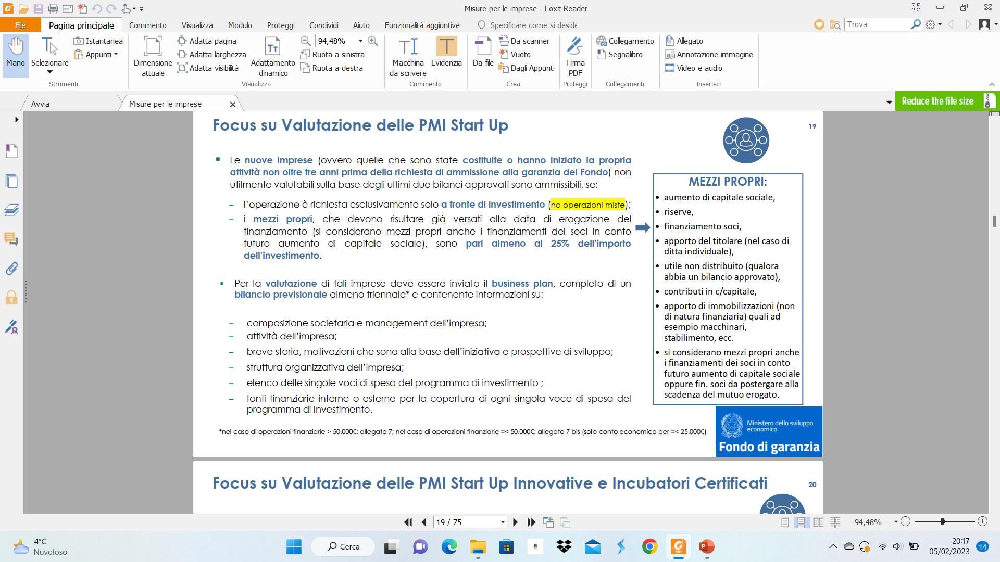 Misure per le imprese - Foxit Reader
File
Pagina principale
Commento
Visualizza
Modulo
Proteggi
Condividi
Aiuto
Funzionalità aggiuntive
Specificare come si deside
Trova
Mano
Selezionare
Istantanea
Appunti
Strumenti
Dimensione
attuale
Adatta pagina
Adatta larghezza
Adatta visibilità
Adattamento
dinamico
94,48%
Ruota a sinistra
Ruota a destra
Visualizza
Macchina
da scrivere
Evidenzia
Commento
Da file
Da scanner
Vuoto
Dagli Appunti
Crea
Firma
PDF
Proteggi
Collegamento
Segnalibro
Collegamenti
Allegato
Annotazione immagine
Video e audio
Inserisci
Avvia
Misure per le imprese
Reduce the file size
Focus su Valutazione delle PMI Start Up
19
Le nuove imprese (ovvero quelle che sono state costituite o hanno iniziato la propria
attività non oltre tre anni prima della richiesta di ammissione alla garanzia del Fondo) non
utilmente valutabili sulla base degli ultimi due bilanci approvati sono ammissibili, se:
– l'operazione è richiesta esclusivamente solo a fronte di investimento (no operazioni miste);
– i mezzi propri, che devono risultare già versati alla data di erogazione del
finanziamento (si considerano mezzi propri anche i finanziamenti dei soci in conto
futuro aumento di capitale sociale), sono pari almeno al 25% dell'importo
dell'investimento.
Per la valutazione di tali imprese deve essere inviato il business plan, completo di un
bilancio previsionale almeno triennale* e contenente informazioni su:
– composizione societaria e management dell'impresa;
– attività dell'impresa;
– breve storia, motivazioni che sono alla base dell'iniziativa e prospettive di sviluppo;
– struttura organizzativa dell'impresa;
– elenco delle singole voci di spesa del programma di investimento ;
– fonti finanziarie interne o esterne per la copertura di ogni singola voce di spesa del
programma di investimento.
*nel caso di operazioni finanziarie > 50.000€: allegato 7; nel caso di operazioni finanziarie =< 50.000€: allegato 7 bis (solo conto economico per =< 25.000€)
MEZZI PROPRI:
• aumento di capitale sociale,
• riserve,
• finanziamento soci,
• apporto del titolare (nel caso di
ditta individuale),
• utile non distribuito (qualora
abbia un bilancio approvato),
• contributi in c/capitale,
• apporto di immobilizzazioni (non
di natura finanziaria) quali ad
esempio macchinari,
stabilimento, ecc.
• si considerano mezzi propri anche
i finanziamenti dei soci in conto
futuro aumento di capitale sociale
oppure fin. soci da postergare alla
scadenza del mutuo erogato.
Ministero dello sviluppo
economico
Fondo di garanzia
Focus su Valutazione delle PMI Start Up Innovative e Incubatori Certificati
20
19 / 75
94,48%
4°C
Nuvoloso
Cerca
20:17
05/02/2023
14